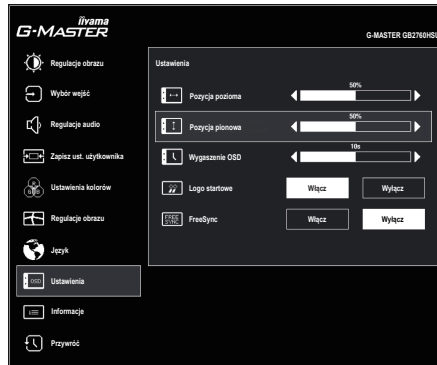 iiyama
G-MASTER
G-MASTER GB2760HSU
Regulacje obrazu
Wybór wejść
Regulacje audio
Zapisz ust. użytkownika
Ustawienia kolorów
Regulacje obrazu
Język
OSD Ustawienia
Informacje
Przywróć
Ustawienia
50%
Pozycja pozioma
50%
Pozycja pionowa
10s
Wygaszenie OSD
Logo startowe Włącz Wyłącz
FREE
SYNC
FreeSync Włącz Wyłącz